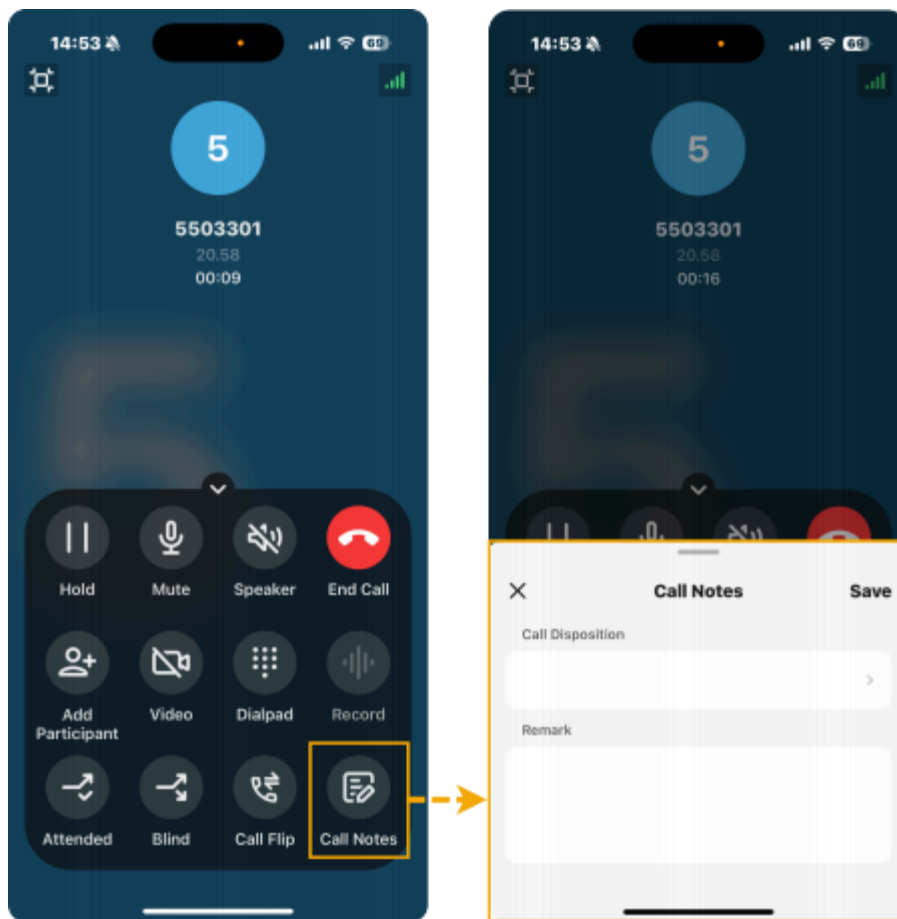 14:53
69
5
5503301
20.58
00:09
Hold
Mute
Speaker
End Call
Add
Participant
Video
Dialpad
Record
Attended
Blind
Call Flip
Call Notes
14:53
69
5
5503301
20.58
00:16
Call Notes
Save
Call Disposition
Remark